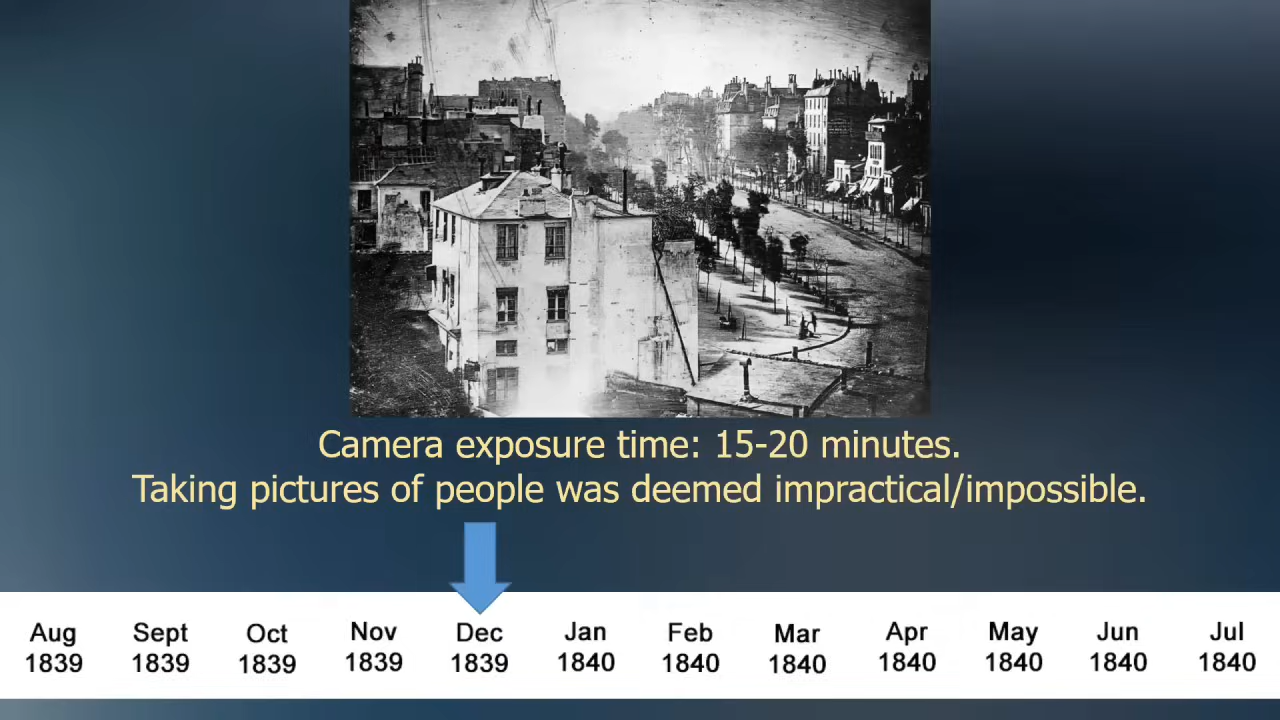 Camera exposure time: 15-20 minutes.
Taking pictures of people was deemed impractical/impossible.
Aug Sept Oct Nov Dec Jan Feb Mar Apr May Jun Jul
1839 1839 1839 1839 1839 1840 1840 1840 1840 1840 1840 1840